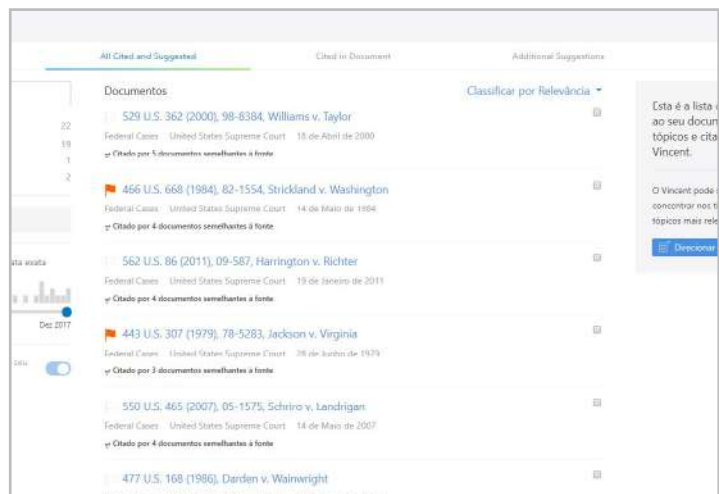 All Cited and Suggested
Cited in Document
Additional Suggestions
Documentos
Classificar por Relevância
529 U.S. 362 (2000), 98-8384, Williams v. Taylor
Federal Cases United States Supreme Court 18 de Abril de 2000
Citado por 5 documentos semelhantes à fonte
466 U.S. 668 (1984), 82-1554, Strickland v. Washington
Federal Cases United States Supreme Court 14 de Maio de 1984
Citado por 4 documentos semelhantes à fonte
562 U.S. 86 (2011), 09-587, Harrington v. Richter
Federal Cases United States Supreme Court 19 de Janeiro de 2011
Citado por 4 documentos semelhantes à fonte
443 U.S. 307 (1979), 78-5283, Jackson v. Virginia
Federal Cases United States Supreme Court 28 de Junho de 1979
Citado por 3 documentos semelhantes à fonte
550 U.S. 465 (2007), 05-1575, Schriro v. Landrigan
Federal Cases United States Supreme Court 14 de Maio de 2007
Citado por 4 documentos semelhantes à fonte
477 U.S. 168 (1986), Darden v. Wainwright
22
19
1
2
ata exata
Dez 2017
Esta é a lista
ao seu docun
tópicos e cita
Vincent.
O Vincent pode
concentrar nos t
tópicos mais rele
Direcionar